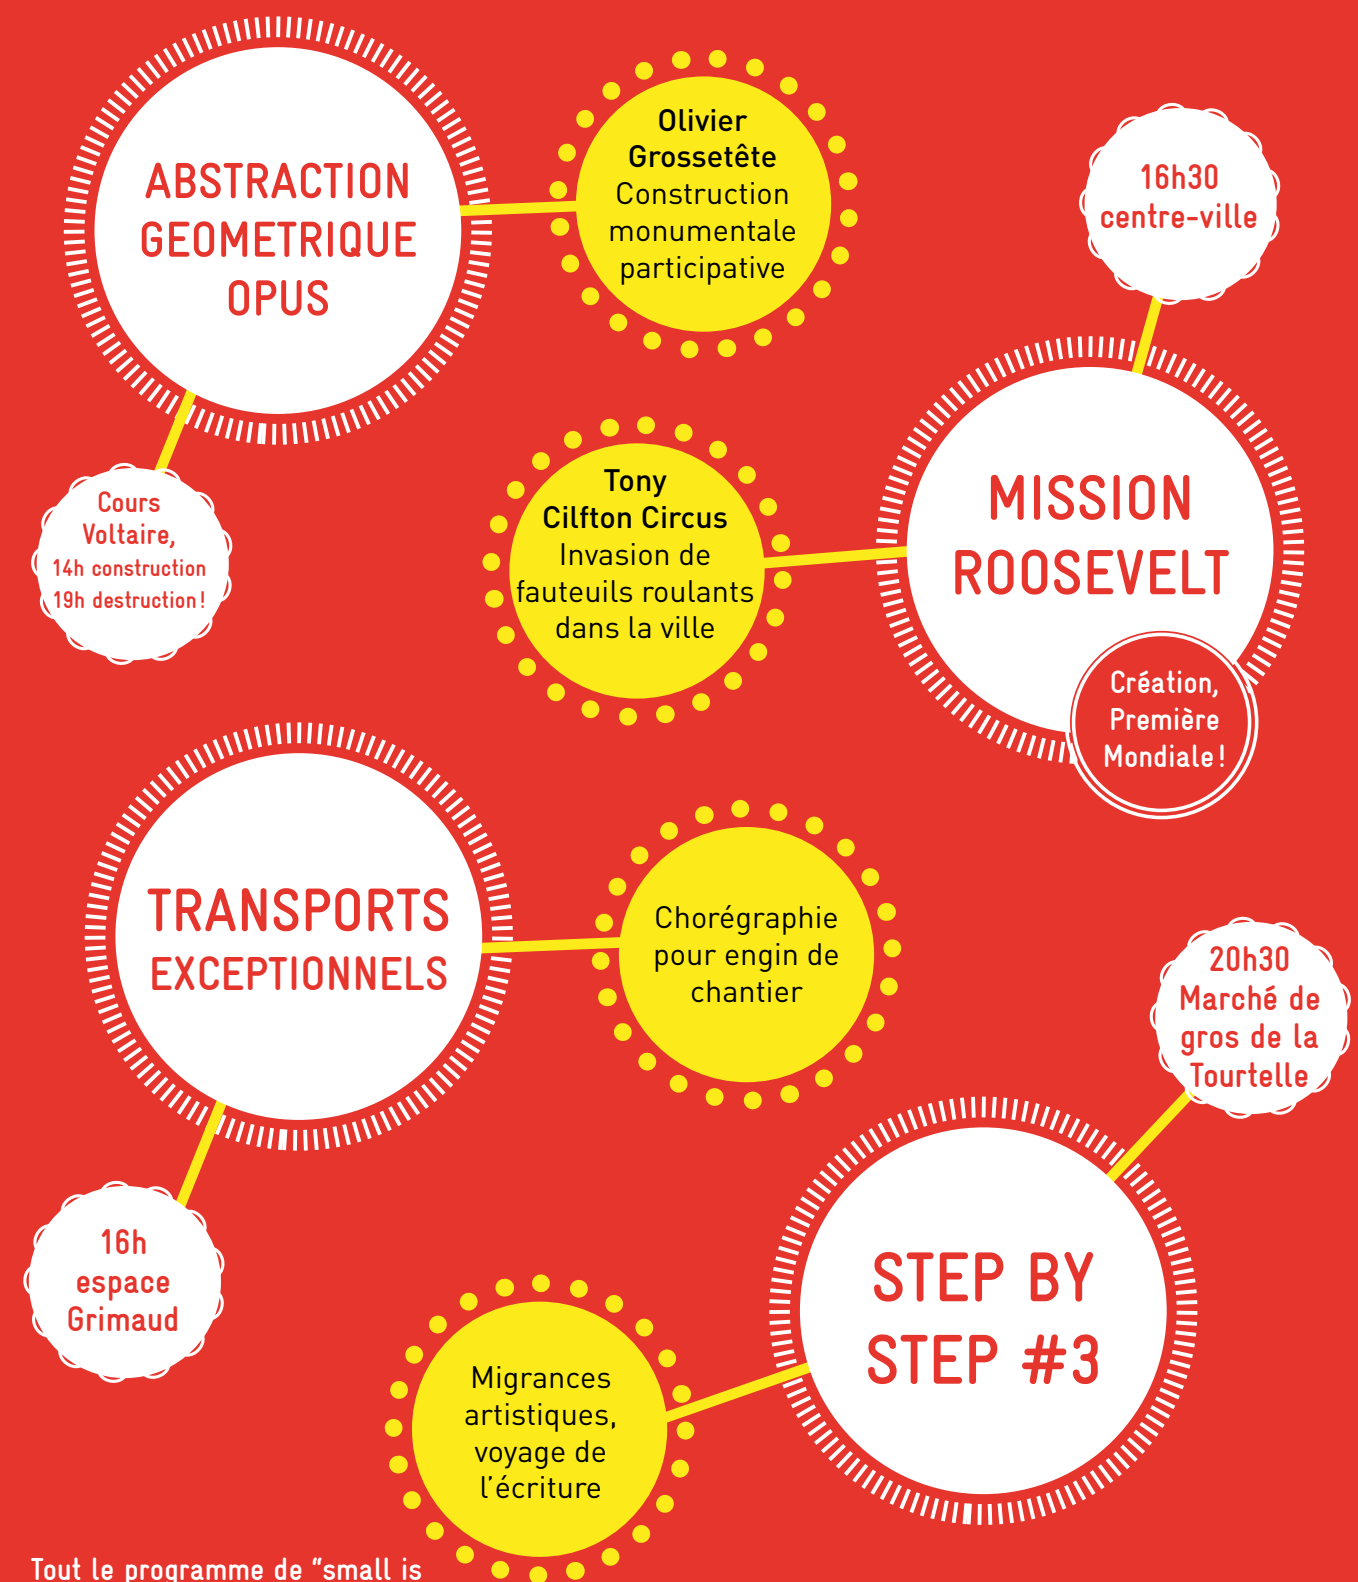 ABSTRACTION
GEOMETRIQUE
OPUS
Olivier
Grossetête
Construction
monumentale
participative
Cours
Voltaire,
14h construction
19h destruction !
16h30
centre-ville
MISSION
ROOSEVELT
Création,
Première
Mondiale !
Tony
Cilfton Circus
Invasion de
fauteuils roulants
dans la ville
TRANSPORTS
EXCEPTIONNELS
Chorégraphie
pour engin de
chantier
16h
espace
Grimaud
20h30
Marché de
gros de la
Tourtelle
STEP BY
STEP #3
Migrances
artistiques,
voyage de
l’écriture
Tout le programme de “small is